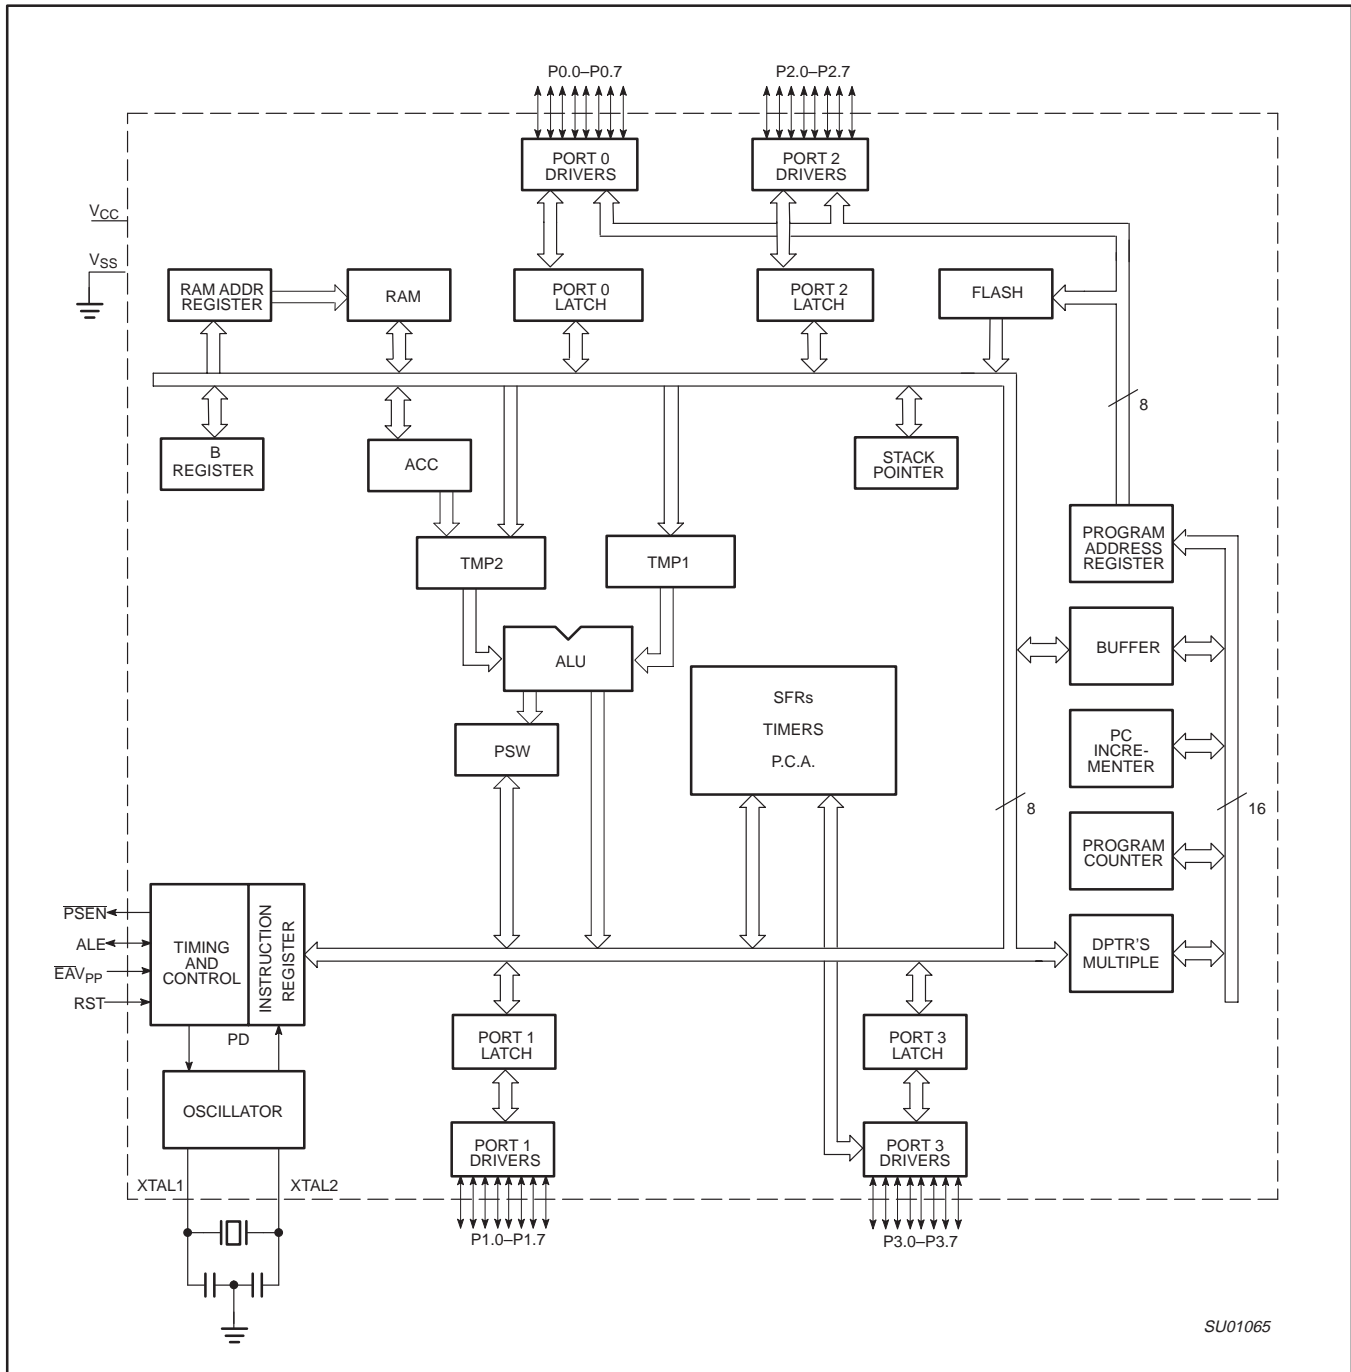 P0.0–P0.7
P2.0–P2.7
PORT 0
DRIVERS
PORT 2
DRIVERS
VCC
VSS
RAM ADDR
REGISTER
RAM
PORT 0
LATCH
PORT 2
LATCH
FLASH
8
B
REGISTER
ACC
STACK
POINTER
TMP2
TMP1
PROGRAM
ADDRESS
REGISTER
ALU
BUFFER
SFRs
TIMERS
P.C.A.
PSW
PC
INCRE-
MENTER
8
16
PROGRAM
COUNTER
PSEN
ALE
EAVPP
RST
TIMING
AND
CONTROL
INSTRUCTION
REGISTER
DPTR'S
MULTIPLE
PD
PORT 1
LATCH
PORT 3
LATCH
OSCILLATOR
PORT 1
DRIVERS
PORT 3
DRIVERS
XTAL1
XTAL2
P1.0–P1.7
P3.0–P3.7
SU01065